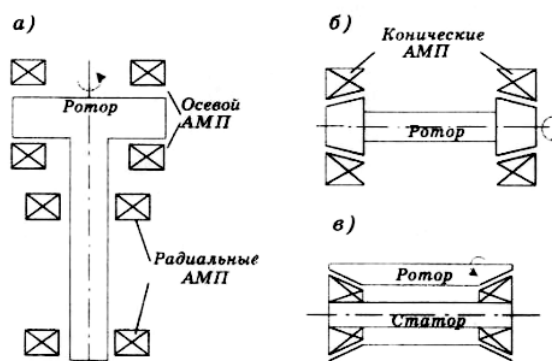 а)
Ротор
Осевой
АМП
Радиальные
АМП
б)
Конические
АМП
Ротор
в)
Ротор
Статор